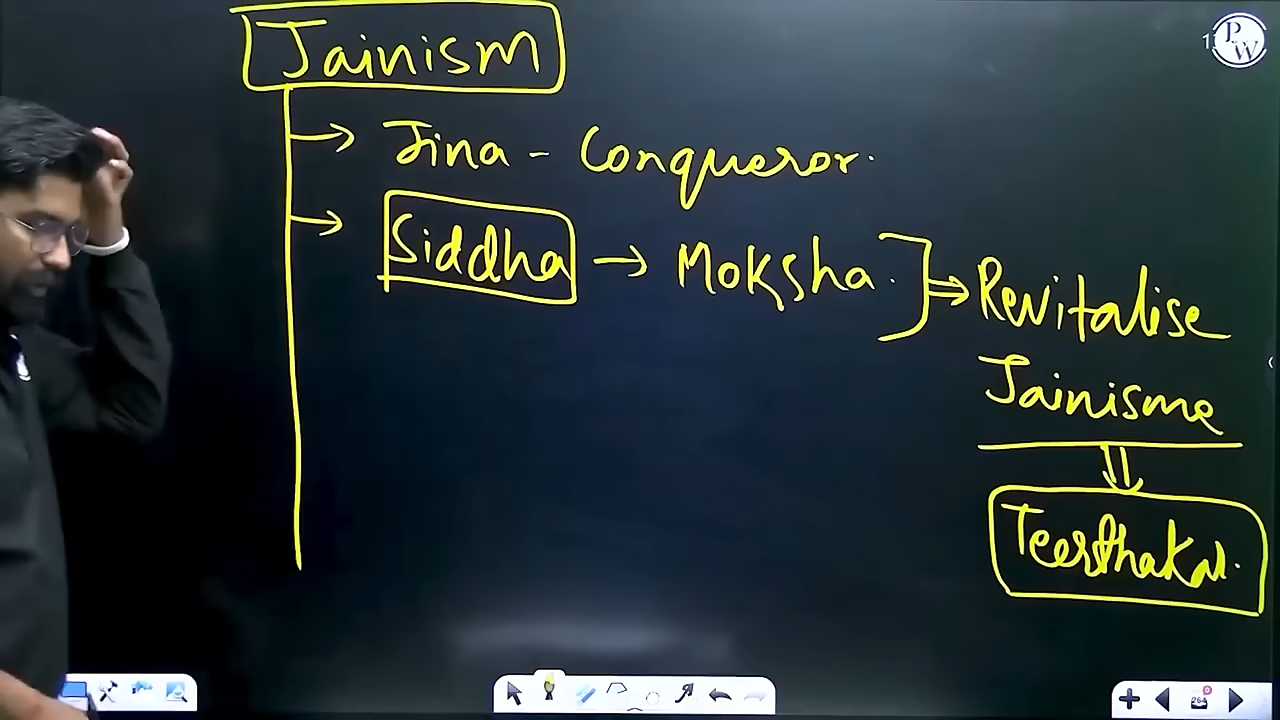 Jainism
PW
→ Jina - Conqueror.
→ Siddha → Moksha. ] → Revitalise
Jainisme
⇓
Teerthakar.